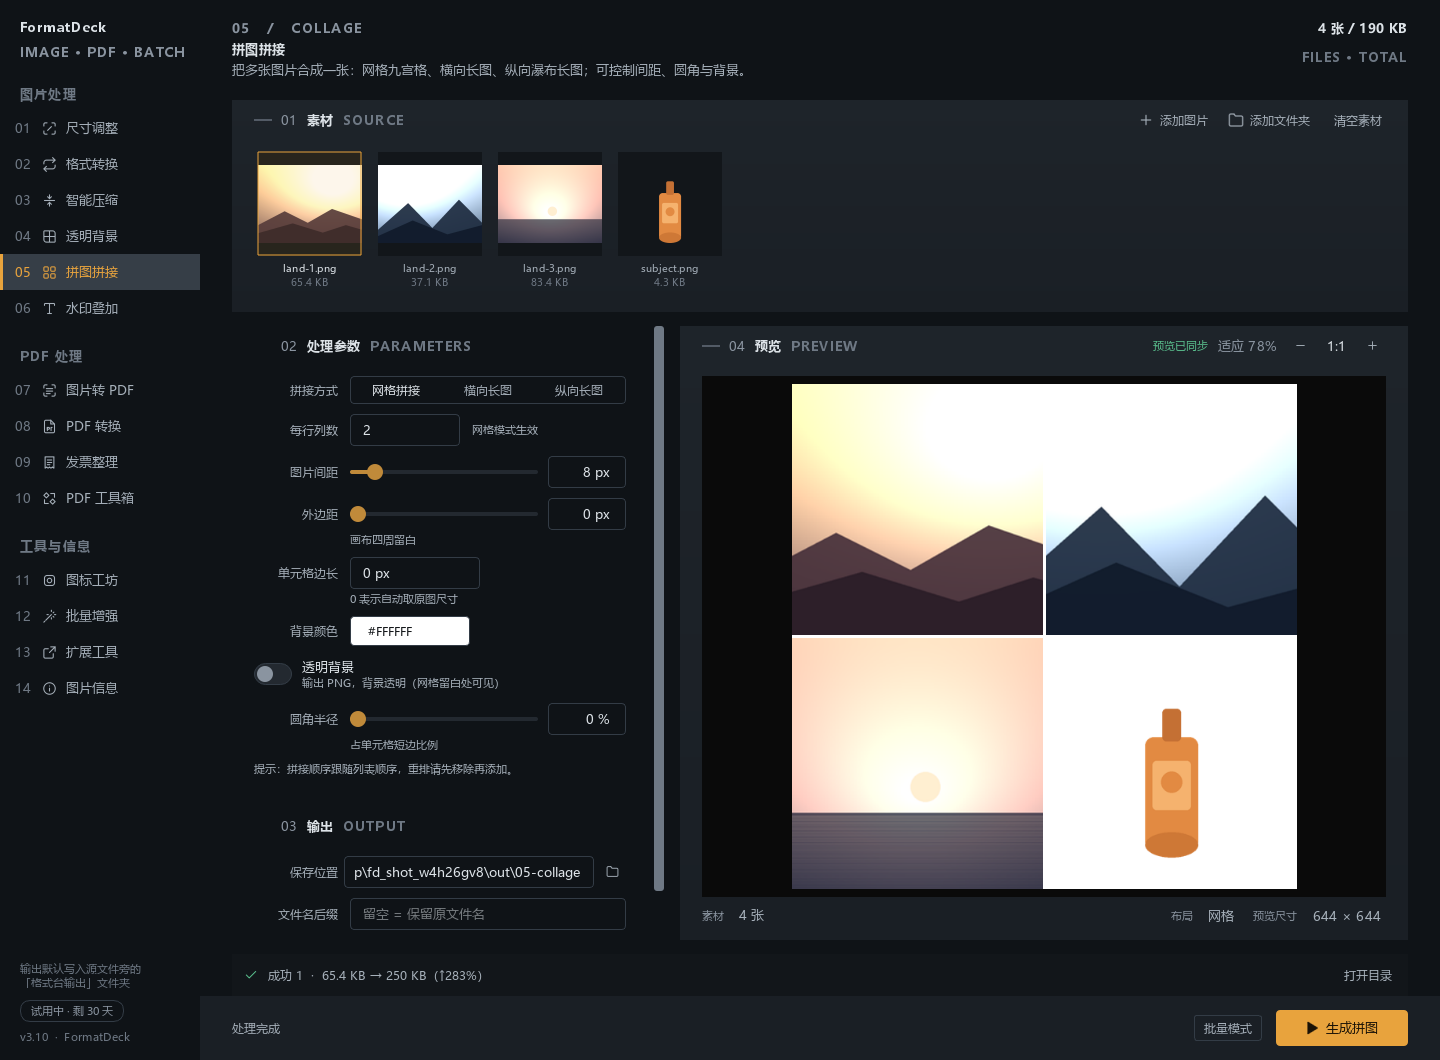 FormatDeck
IMAGE • PDF • BATCH
图片处理
01 尺寸调整
02 格式转换
03 智能压缩
04 透明背景
05 拼图拼接
06 水印叠加
PDF 处理
07 图片转 PDF
08 PDF 转换
09 发票整理
10 PDF 工具箱
工具与信息
11 图标工坊
12 批量增强
13 扩展工具
14 图片信息
输出默认写入源文件旁的
「格式台输出」文件夹
试用中 · 剩 30 天
v3.10 · FormatDeck
05 / COLLAGE
拼图拼接
把多张图片合成一张：网格九宫格、横向长图、纵向瀑布长图；可控制间距、圆角与背景。
4 张 / 190 KB
FILES • TOTAL
01 素材 SOURCE
添加图片 添加文件夹 清空素材
land-1.png
65.4 KB
land-2.png
37.1 KB
land-3.png
83.4 KB
subject.png
4.3 KB
02 处理参数 PARAMETERS
拼接方式 网格拼接 横向长图 纵向长图
每行列数 2 网格模式生效
图片间距 8 px
外边距 0 px
画布四周留白
单元格边长 0 px
0 表示自动取原图尺寸
背景颜色 #FFFFFF
透明背景
输出 PNG，背景透明（网格留白处可见）
圆角半径 0 %
占单元格短边比例
提示：拼接顺序跟随列表顺序，重排请先移除再添加。
03 输出 OUTPUT
保存位置 p\fd_shot_w4h26gv8\out\05-collage
文件名后缀 留空 = 保留原文件名
04 预览 PREVIEW
预览已同步 适应 78% − 1:1 +
素材 4 张
布局 网格 预览尺寸 644 × 644
成功 1 · 65.4 KB → 250 KB（↑283%）
打开目录
处理完成
批量模式
生成拼图